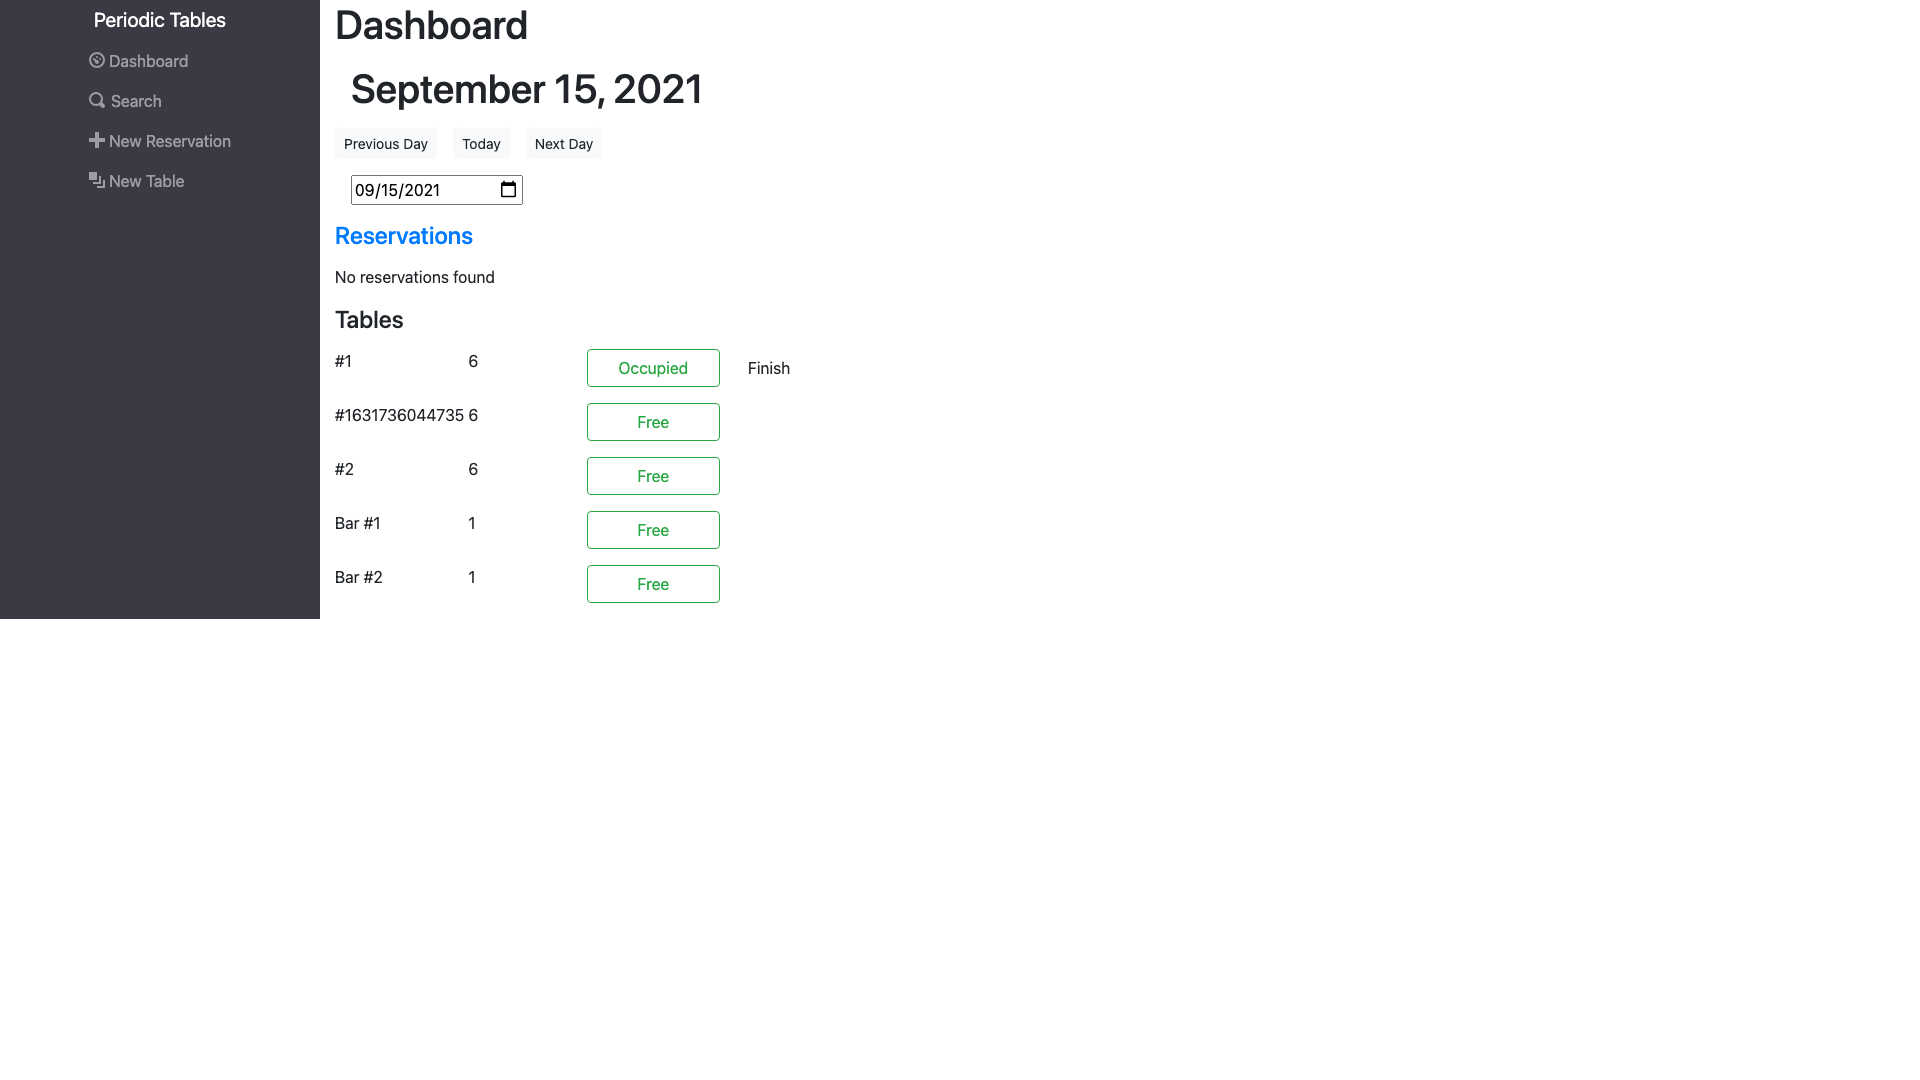 Periodic Tables
Dashboard
Search
New Reservation
New Table
Dashboard
September 15, 2021
Previous Day Today Next Day
09/15/2021
Reservations
No reservations found
Tables
#1 6 Occupied Finish
#1631736044735 6 Free
#2 6 Free
Bar #1 1 Free
Bar #2 1 Free